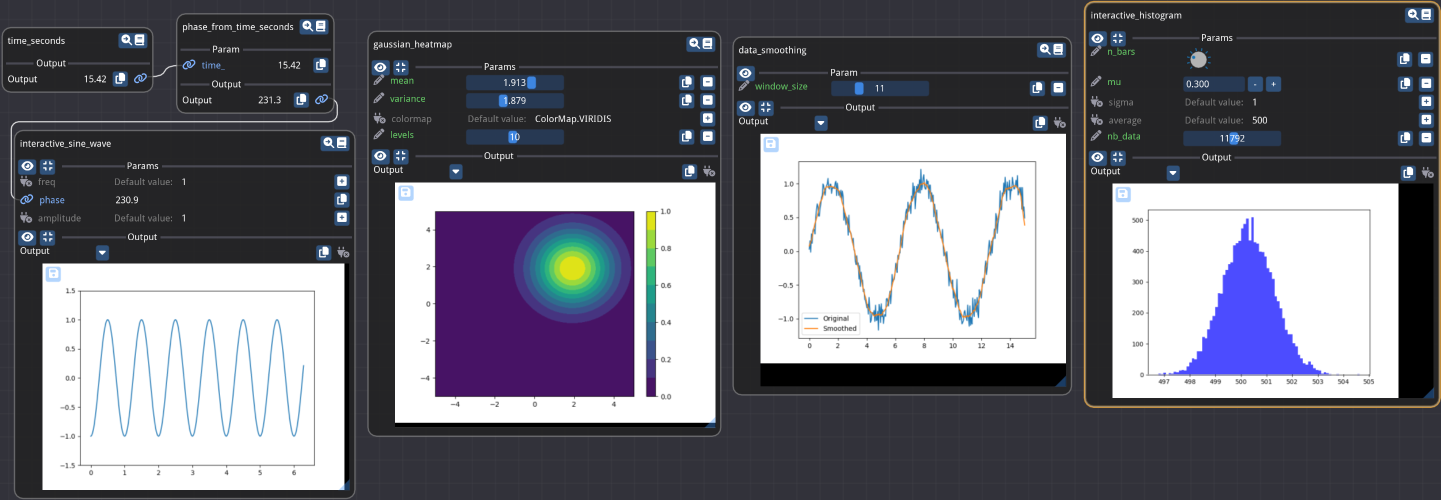 time_seconds
Output
Output 15.42
phase_from_time_seconds
Param
time_ 15.42
Output
Output 231.3
interactive_sine_wave
Params
freq Default value: 1
phase 230.9
amplitude Default value: 1
Output
Output
1.5
1.0
0.5
0.0
−0.5
−1.0
−1.5
0 1 2 3 4 5 6
gaussian_heatmap
Params
mean 1.913
variance 1.879
colormap Default value: ColorMap.VIRIDIS
levels 10
Output
Output
4
2
0
−2
−4
−4 −2 0 2 4
1.0
0.8
0.6
0.4
0.2
0.0
data_smoothing
Param
window_size 11
Output
Output
1.0
0.5
0.0
−0.5
−1.0
Original
Smoothed
0 2 4 6 8 10 12 14
interactive_histogram
Params
n_bars
mu 0.300 - +
sigma Default value: 1
average Default value: 500
nb_data 11792
Output
Output
500
400
300
200
100
0
497 498 499 500 501 502 503 504 505